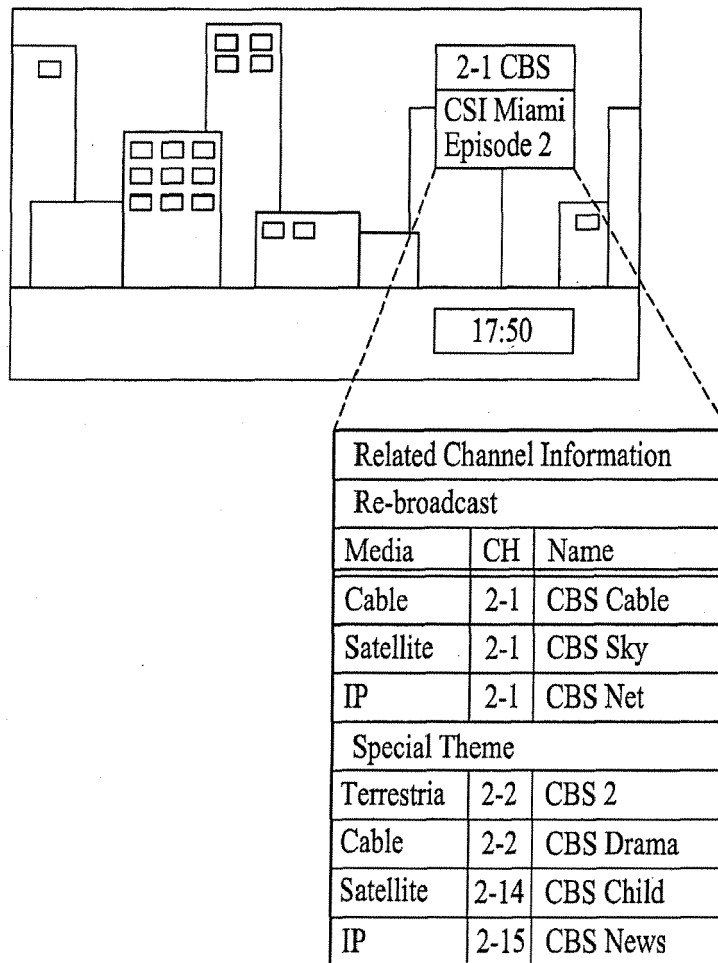 2-1 CBS
CSI Miami
Episode 2
17:50
Related Channel Information
Re-broadcast
Media CH Name
Cable 2-1 CBS Cable
Satellite 2-1 CBS Sky
IP 2-1 CBS Net
Special Theme
Terrestria 2-2 CBS 2
Cable 2-2 CBS Drama
Satellite 2-14 CBS Child
IP 2-15 CBS News